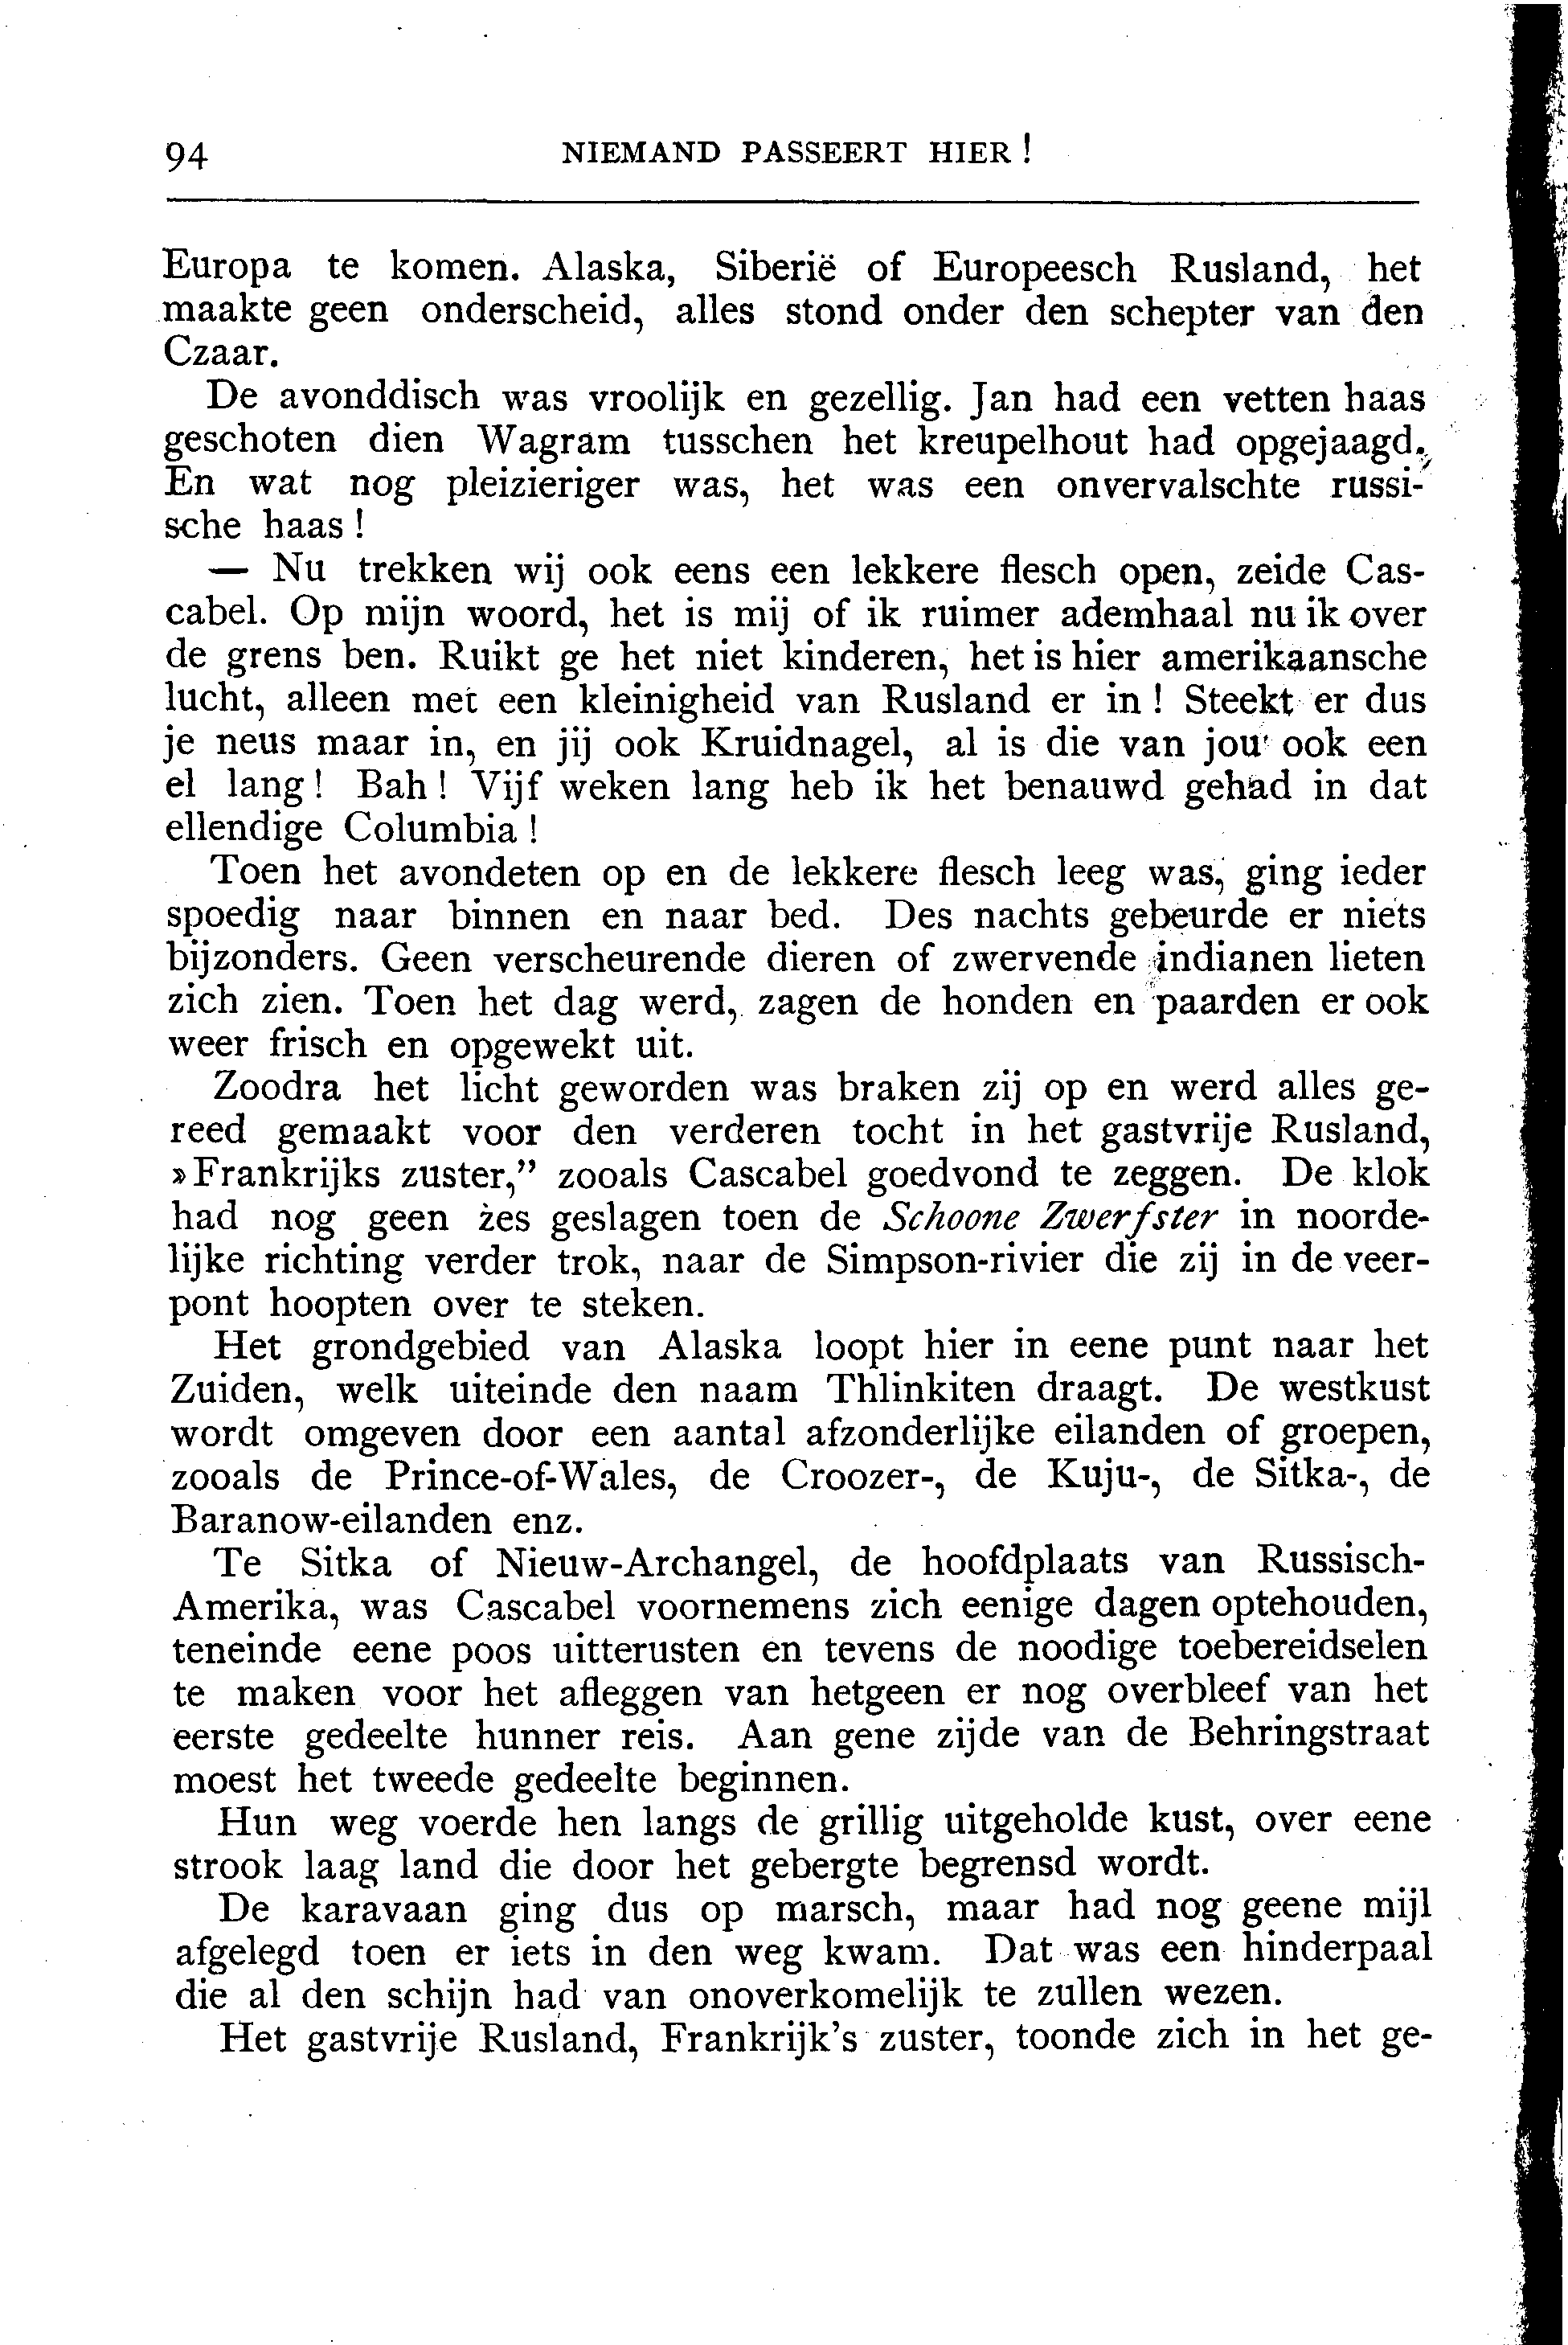 94 NIEMAND PASSEERT HIER !
Europa te komen. Alaska, Siberië of Europeesch Rusland, het
maakte geen onderscheid, alles stond onder den schepter van den
Czaar.
De avonddisch was vroolijk en gezellig. Jan had een vetten haas
geschoten dien Wagram tusschen het kreupelhout had opgejaagd.
En wat nog pleizieriger was, het was een onvervalschte russi-
sche haas !
— Nu trekken wij ook eens een lekkere flesch open, zeide Cas-
cabel. Op mijn woord, het is mij of ik ruimer ademhaal nu ik over
de grens ben. Ruikt ge het niet kinderen, het is hier amerikaansche
lucht, alleen met een kleinigheid van Rusland er in ! Steekt er dus
je neus maar in, en jij ook Kruidnagel, al is die van jou ook een
el lang ! Bah ! Vijf weken lang heb ik het benauwd gehad in dat
ellendige Columbia !
Toen het avondeten op en de lekkere flesch leeg was, ging ieder
spoedig naar binnen en naar bed. Des nachts gebeurde er niets
bijzonders. Geen verscheurende dieren of zwervende indianen lieten
zich zien. Toen het dag werd, zagen de honden en paarden er ook
weer frisch en opgewekt uit.
Zoodra het licht geworden was braken zij op en werd alles ge-
reed gemaakt voor den verderen tocht in het gastvrije Rusland,
»Frankrijks zuster,” zooals Cascabel goedvond te zeggen. De klok
had nog geen zes geslagen toen de Schoone Zwerfster in noorde-
lijke richting verder trok, naar de Simpson-rivier die zij in de veer-
pont hoopten over te steken.
Het grondgebied van Alaska loopt hier in eene punt naar het
Zuiden, welk uiteinde den naam Thlinkiten draagt. De westkust
wordt omgeven door een aantal afzonderlijke eilanden of groepen,
zooals de Prince-of-Wales, de Croozer-, de Kuju-, de Sitka-, de
Baranow-eilanden enz.
Te Sitka of Nieuw-Archangel, de hoofdplaats van Russisch-
Amerika, was Cascabel voornemens zich eenige dagen optehouden,
teneinde eene poos uitterusten en tevens de noodige toebereidselen
te maken voor het afleggen van hetgeen er nog overbleef van het
eerste gedeelte hunner reis. Aan gene zijde van de Behringstraat
moest het tweede gedeelte beginnen.
Hun weg voerde hen langs de grillig uitgeholde kust, over eene
strook laag land die door het gebergte begrensd wordt.
De karavaan ging dus op marsch, maar had nog geene mijl
afgelegd toen er iets in den weg kwam. Dat was een hinderpaal
die al den schijn had van onoverkomelijk te zullen wezen.
Het gastvrije Rusland, Frankrijk's zuster, toonde zich in het ge-